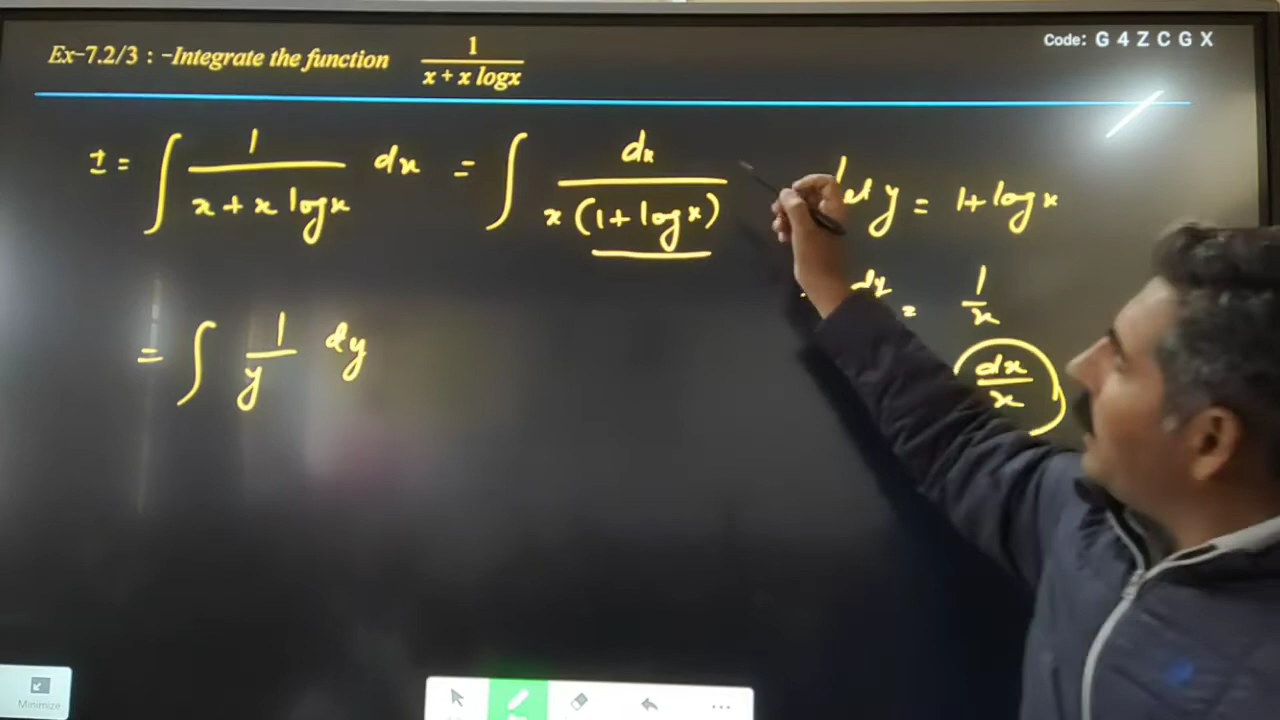 Ex-7.2/3 : -Integrate the function 1 / (x + x logx)
Code: G 4 Z C G X
I = ∫ 1 / (x + x logx) dx = ∫ dx / (x (1 + logx))
let y = 1 + logx
dy = 1/x
= ∫ 1/y dy
dx/x
Minimize